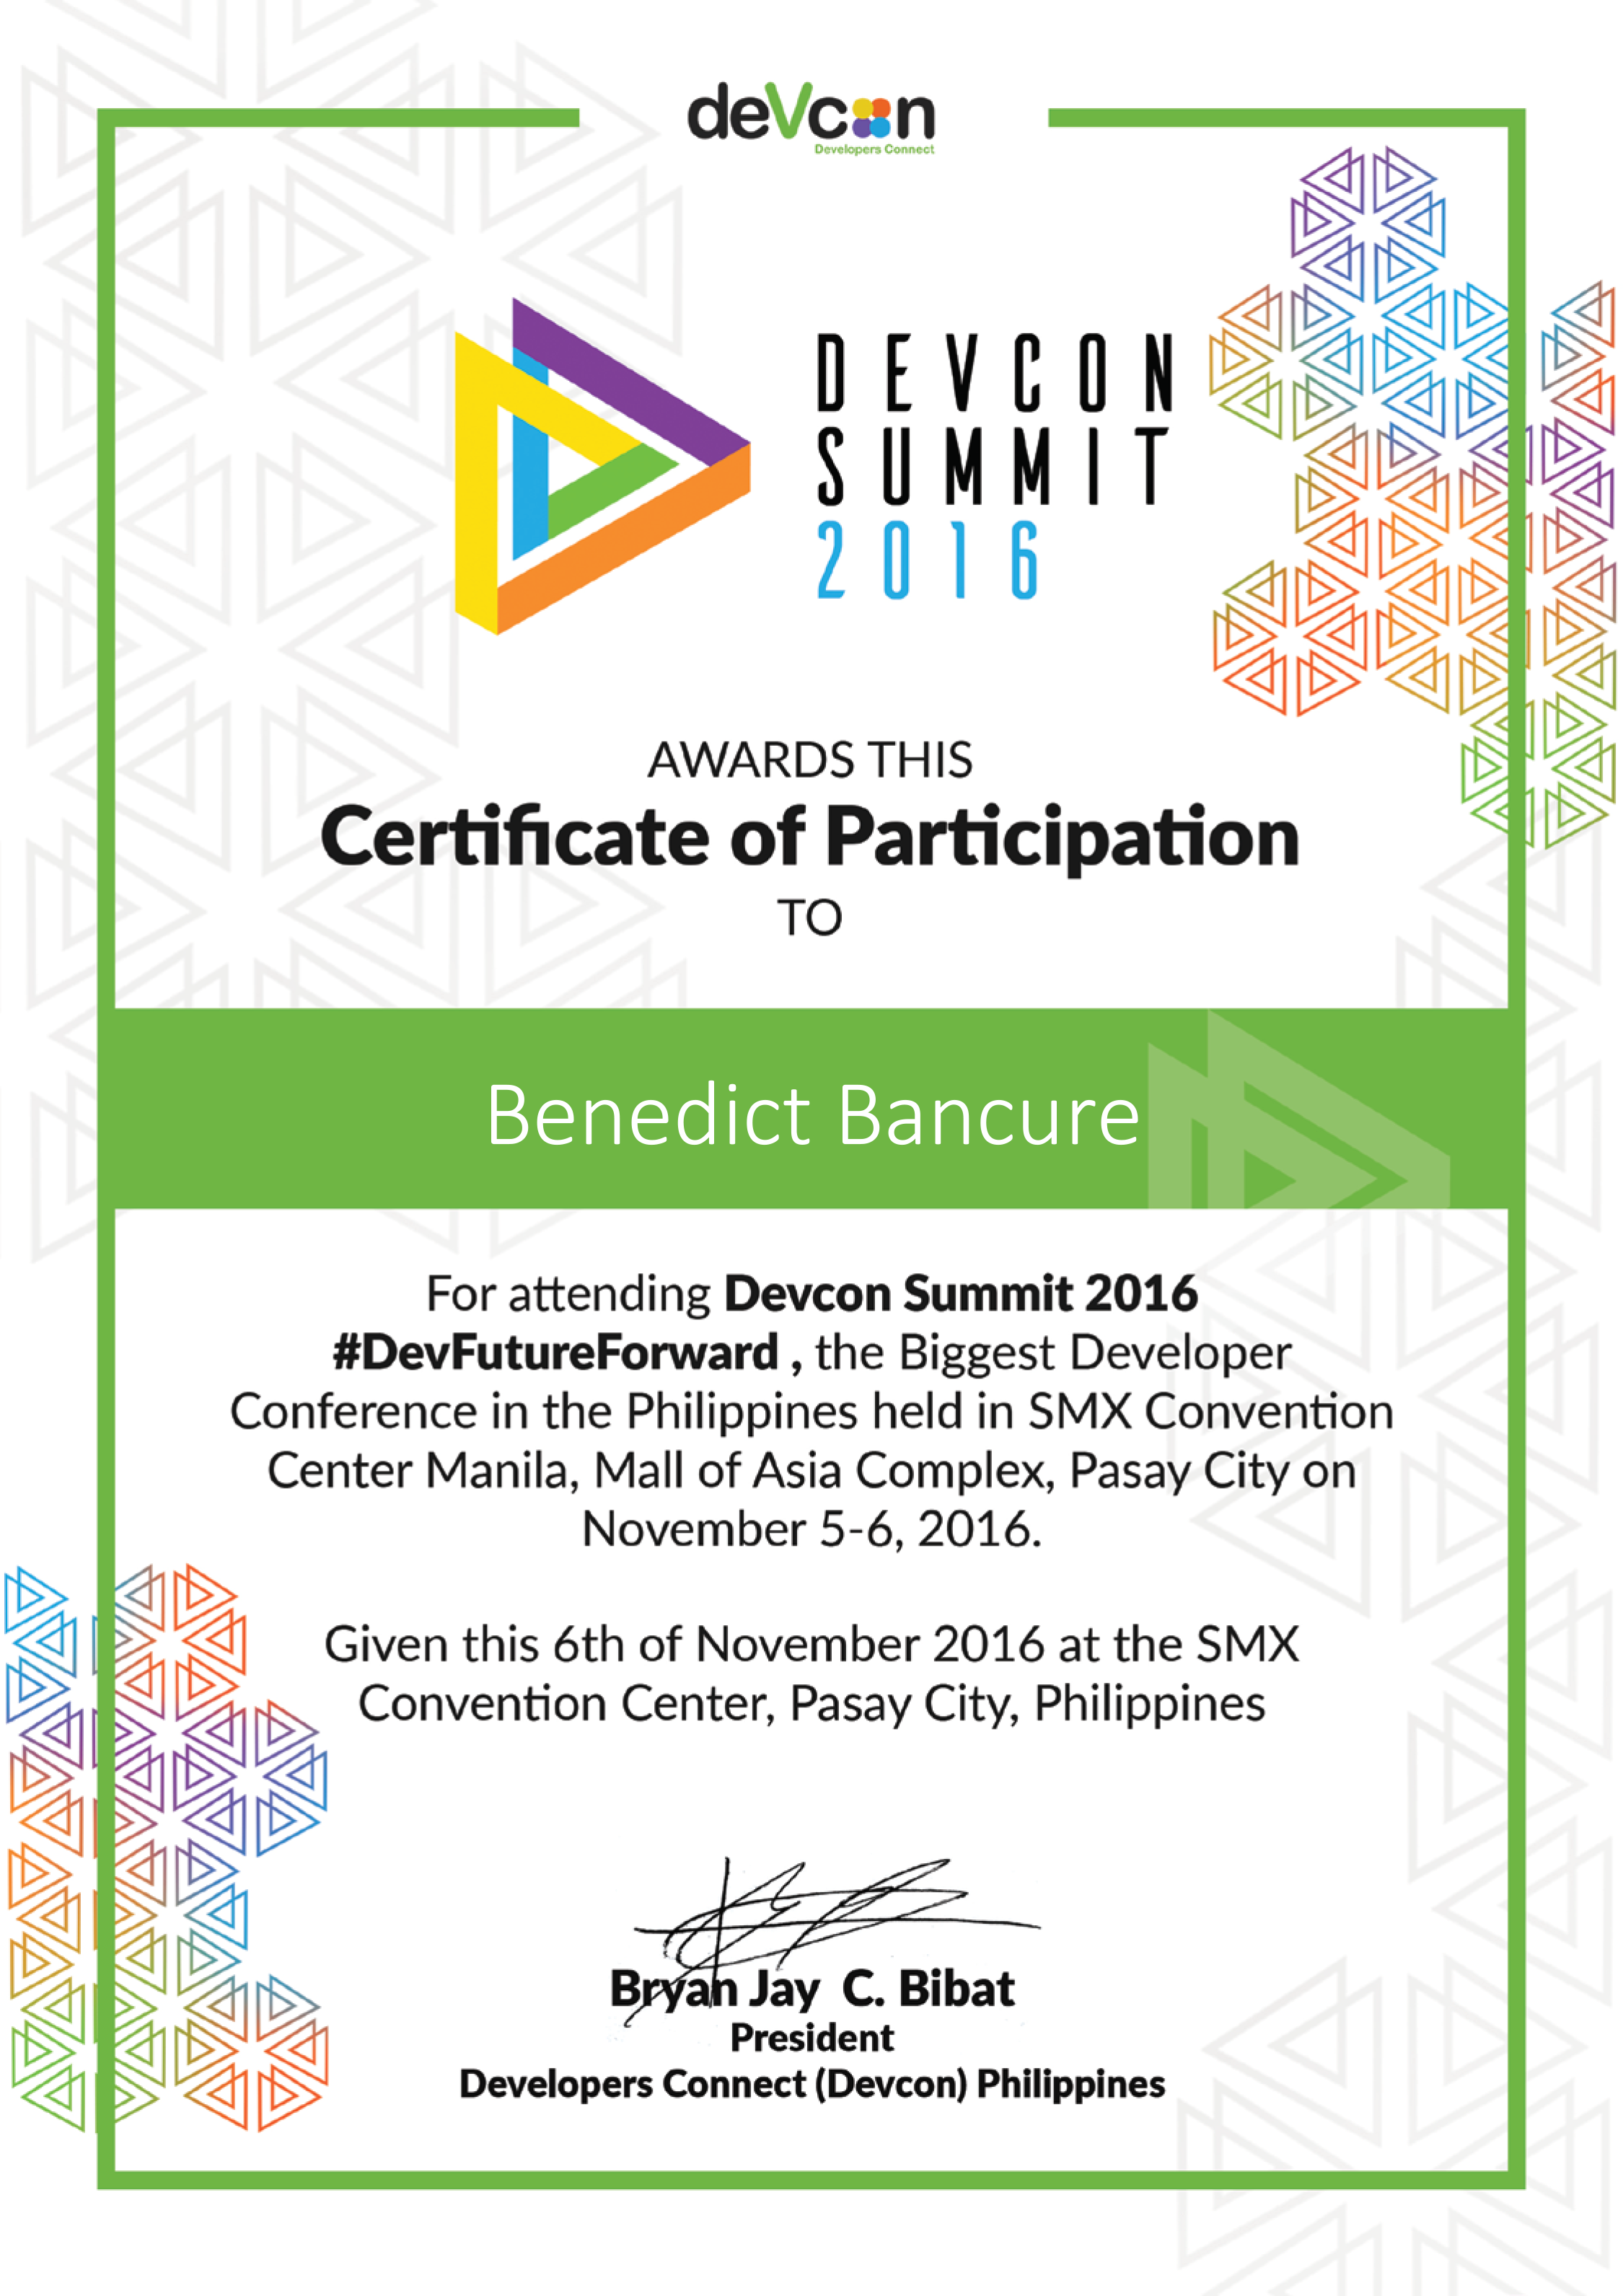 deVcon
Developers Connect
DEVCON
SUMMIT
2016
AWARDS THIS
Certificate of Participation
TO
Benedict Bancure
For attending Devcon Summit 2016
#DevFutureForward , the Biggest Developer
Conference in the Philippines held in SMX Convention
Center Manila, Mall of Asia Complex, Pasay City on
November 5-6, 2016.
Given this 6th of November 2016 at the SMX
Convention Center, Pasay City, Philippines
Bryan Jay C. Bibat
President
Developers Connect (Devcon) Philippines